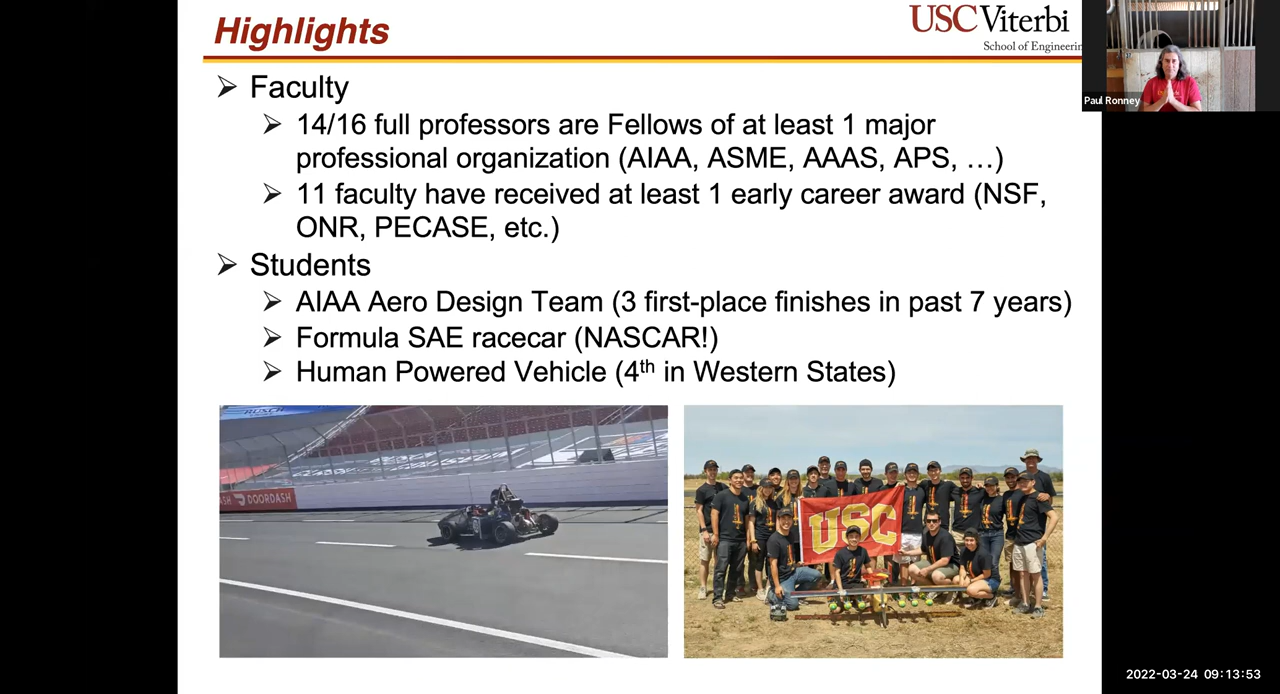 Highlights
USC Viterbi
School of Engineerin
Paul Ronney
➢ Faculty
➢ 14/16 full professors are Fellows of at least 1 major
professional organization (AIAA, ASME, AAAS, APS, …)
➢ 11 faculty have received at least 1 early career award (NSF,
ONR, PECASE, etc.)
➢ Students
➢ AIAA Aero Design Team (3 first-place finishes in past 7 years)
➢ Formula SAE racecar (NASCAR!)
➢ Human Powered Vehicle (4th in Western States)
BUSCH
ASH DOORDASH
USC
2022-03-24 09:13:53